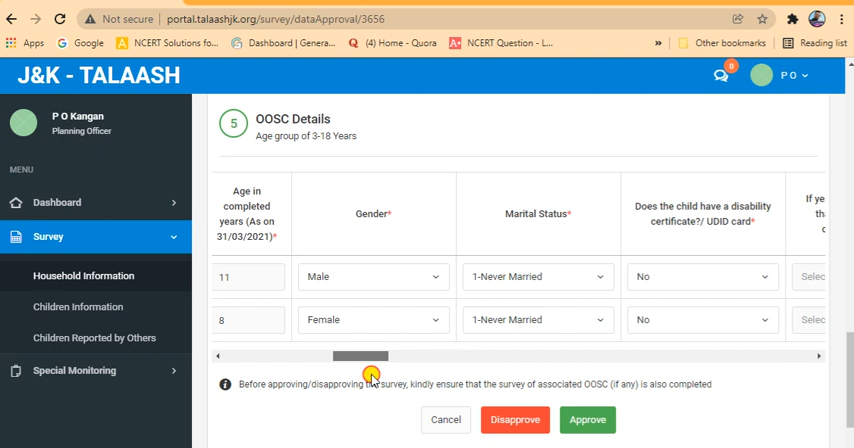 Not secure | portal.talaashjk.org/survey/dataApproval/3656
Apps Google NCERT Solutions fo... Dashboard | Genera... (4) Home - Quora NCERT Question - L... » Other bookmarks Reading list
J&K - TALAASH
0
P O
P O Kangan
Planning Officer
MENU
Dashboard
Survey
Household Information
Children Information
Children Reported by Others
Special Monitoring
5
OOSC Details
Age group of 3-18 Years
Age in
completed
years (As on
31/03/2021)*
Gender*
Marital Status*
Does the child have a disability
certificate?/ UDID card*
If ye
tha
c
11 Male 1-Never Married No Selec
8 Female 1-Never Married No Selec
Before approving/disapproving the survey, kindly ensure that the survey of associated OOSC (if any) is also completed
Cancel Disapprove Approve